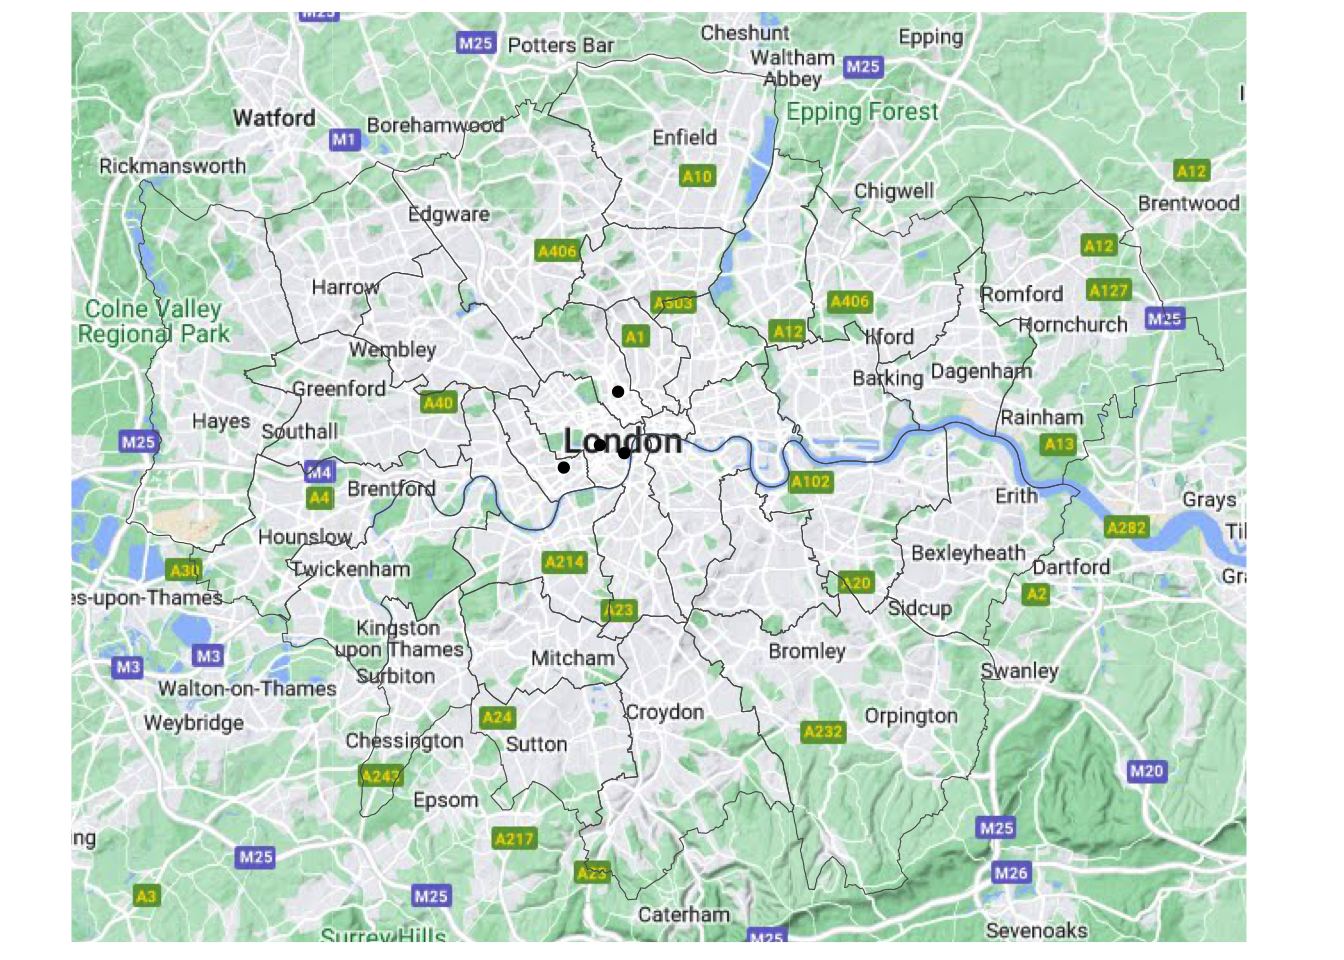 M25
Cheshunt
M25
Potters Bar
Epping
Waltham
Abbey
M25
Epping Forest
Watford
Borehamwood
M1
Enfield
Rickmansworth
A10
A12
Chigwell
Brentwood
Edgware
A406
A12
Harrow
Romford
A127
Colne Valley
Regional Park
A503
A406
M25
Hornchurch
A1
A12
Ilford
Wembley
Barking
Dagenham
Greenford
A40
Hayes
Southall
Rainham
M25
London
A13
M4
A4
Brentford
A102
Erith
Grays
Hounslow
A282
Til
Bexleyheath
A30
Twickenham
A214
Dartford
Gra
es-upon-Thames
A20
A2
A23
Sidcup
Kingston
upon Thames
M3
M3
Mitcham
Bromley
Swanley
Surbiton
Walton-on-Thames
Weybridge
A24
Croydon
Orpington
Chessington
Sutton
A232
A243
M20
Epsom
ng
A217
M25
M25
A23
M26
A3
M25
Caterham
Sevenoaks
Surrey Hills
M25